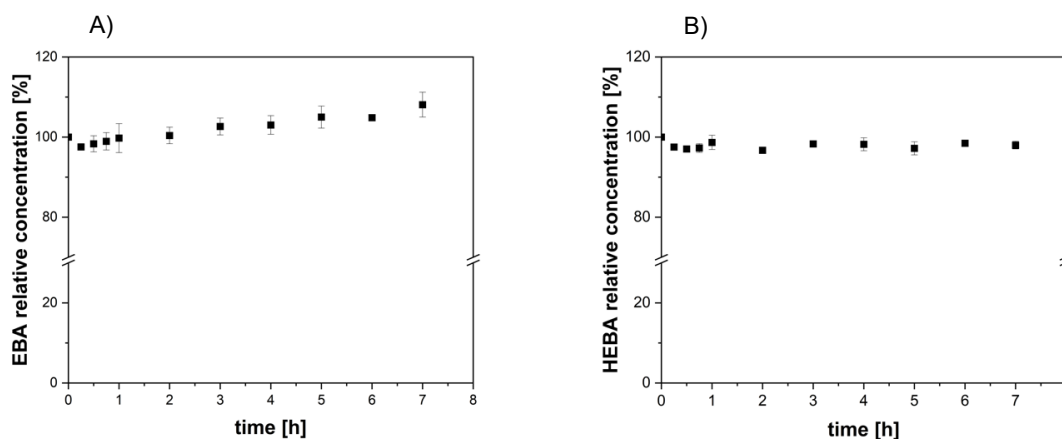 A)
EBA relative concentration [%]
120
100
80
20
0
0 1 2 3 4 5 6 7 8
time [h]
B)
HEBA relative concentration [%]
120
100
80
20
0
0 1 2 3 4 5 6 7
time [h]